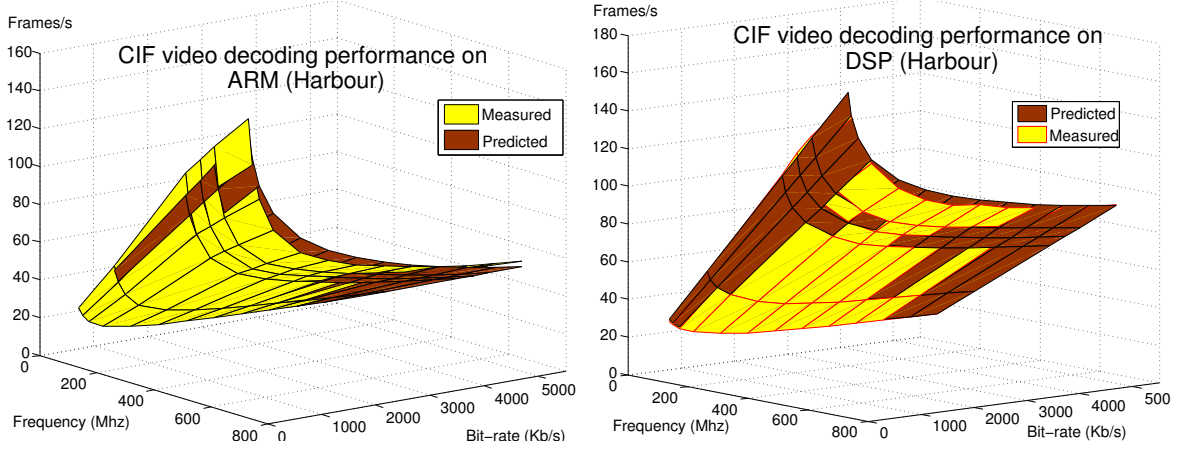 Frames/s
CIF video decoding performance on
ARM (Harbour)
Measured
Predicted
160
140
120
100
80
60
40
20
0
0
200
400
600
800
Frequency (Mhz)
0
1000
2000
3000
4000
5000
Bit-rate (Kb/s)
Frames/s
CIF video decoding performance on
DSP (Harbour)
Predicted
Measured
180
160
140
120
100
80
60
40
20
0
0
200
400
600
800
Frequency (Mhz)
0
1000
2000
3000
4000
500
Bit-rate (Kb/s)